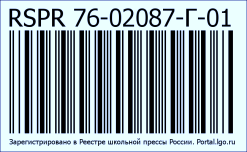 RSPR 76-02087-Г-01
Зарегистрировано в Реестре школьной прессы России. Portal.lgo.ru